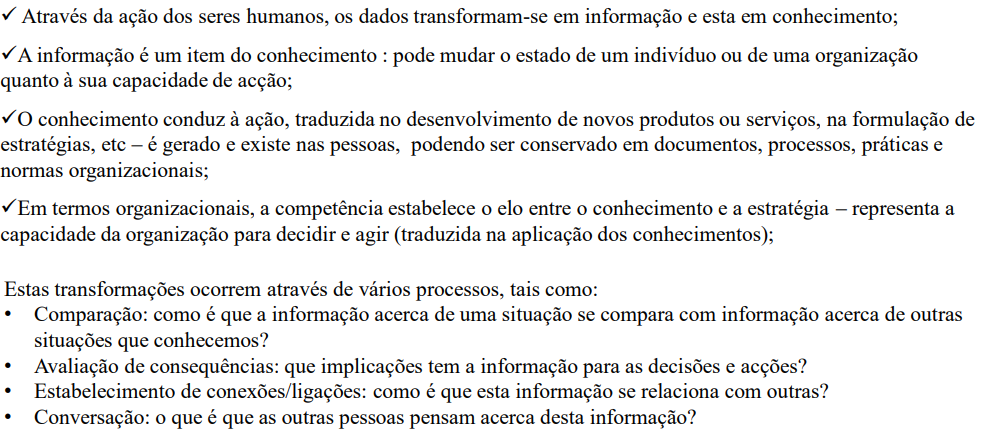 ✓ Através da ação dos seres humanos, os dados transformam-se em informação e esta em conhecimento;
✓A informação é um item do conhecimento : pode mudar o estado de um indivíduo ou de uma organização
quanto à sua capacidade de acção;
✓O conhecimento conduz à ação, traduzida no desenvolvimento de novos produtos ou serviços, na formulação de
estratégias, etc – é gerado e existe nas pessoas, podendo ser conservado em documentos, processos, práticas e
normas organizacionais;
✓Em termos organizacionais, a competência estabelece o elo entre o conhecimento e a estratégia – representa a
capacidade da organização para decidir e agir (traduzida na aplicação dos conhecimentos);
Estas transformações ocorrem através de vários processos, tais como:
• Comparação: como é que a informação acerca de uma situação se compara com informação acerca de outras
situações que conhecemos?
• Avaliação de consequências: que implicações tem a informação para as decisões e acções?
• Estabelecimento de conexões/ligações: como é que esta informação se relaciona com outras?
• Conversação: o que é que as outras pessoas pensam acerca desta informação?